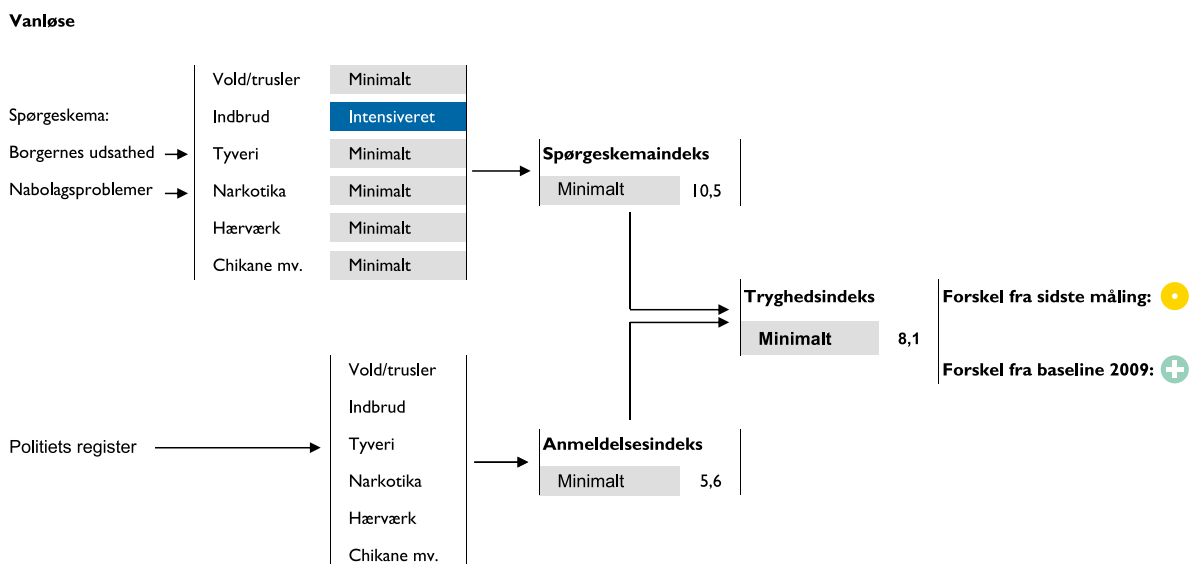 Vanløse
Spørgeskema:
Borgernes udsathed
Nabolagsproblemer
Vold/trusler Minimalt
Indbrud Intensiveret
Tyveri Minimalt
Narkotika Minimalt
Hærværk Minimalt
Chikane mv. Minimalt
Spørgeskemaindeks
Minimalt 10,5
Tryghedsindeks
Minimalt 8,1
Forskel fra sidste måling:
Forskel fra baseline 2009:
Politiets register
Vold/trusler
Indbrud
Tyveri
Narkotika
Hærværk
Chikane mv.
Anmeldelsesindeks
Minimalt 5,6